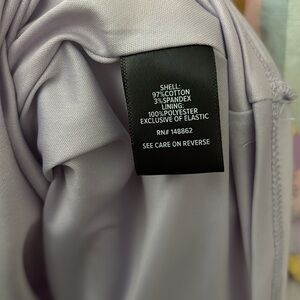 SHELL:
97%COTTON
3%SPANDEX
LINING:
100%POLYESTER
EXCLUSIVE OF ELASTIC
RN# 148862
SEE CARE ON REVERSE